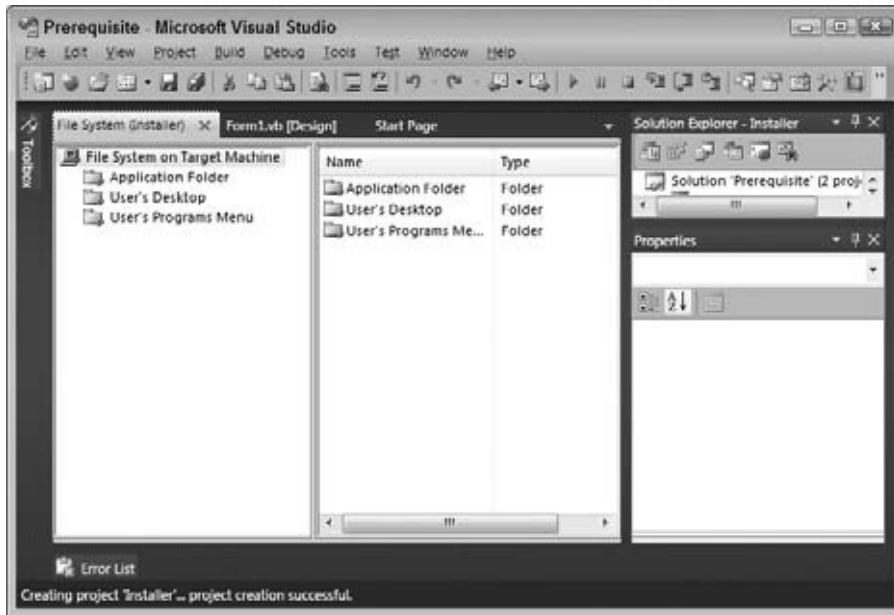 Prerequisite - Microsoft Visual Studio
File Edit View Project Build Debug Tools Test Window Help
Toolbox
File System (Installer) Form1.vb [Design] Start Page
File System on Target Machine
Application Folder
User's Desktop
User's Programs Menu
Name Type
Application Folder Folder
User's Desktop Folder
User's Programs Me... Folder
Solution Explorer - Installer
Solution 'Prerequisite' (2 proj
Properties
Error List
Creating project 'Installer'... project creation successful.